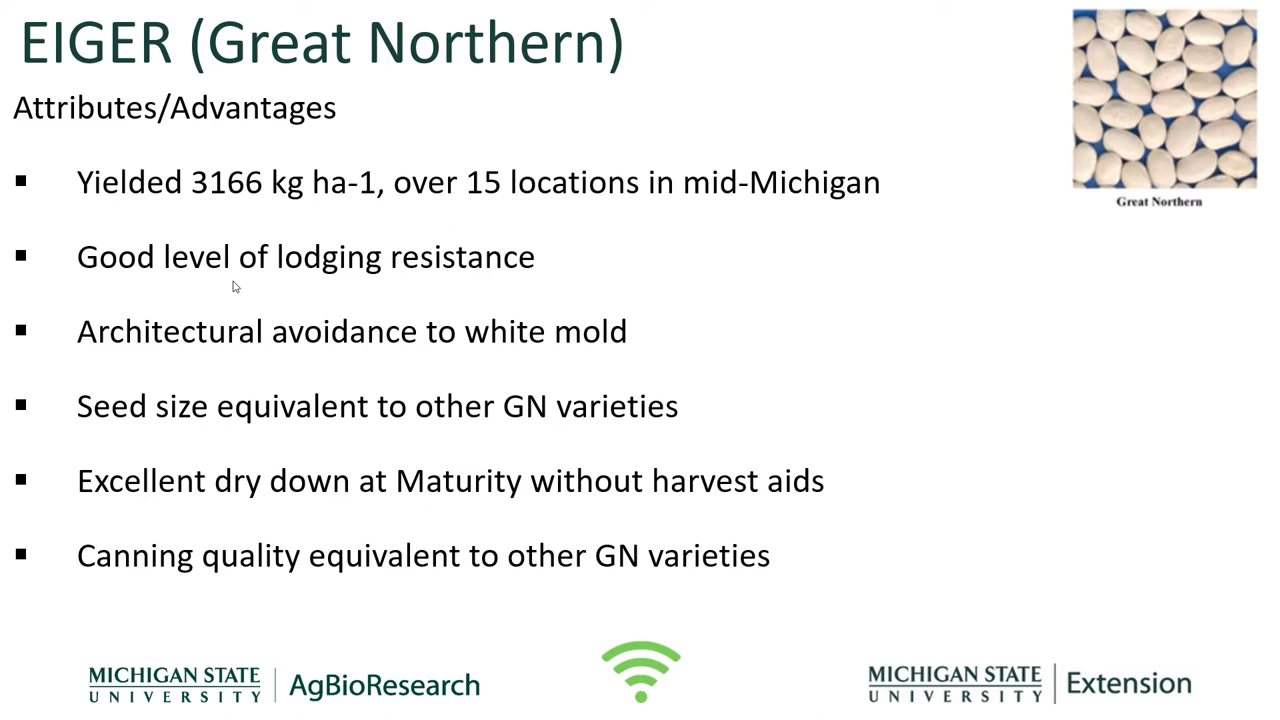 EIGER (Great Northern)
Attributes/Advantages
▪ Yielded 3166 kg ha-1, over 15 locations in mid-Michigan
▪ Good level of lodging resistance
▪ Architectural avoidance to white mold
▪ Seed size equivalent to other GN varieties
▪ Excellent dry down at Maturity without harvest aids
▪ Canning quality equivalent to other GN varieties
Great Northern
MICHIGAN STATE
UNIVERSITY
AgBioResearch
MICHIGAN STATE
UNIVERSITY
Extension